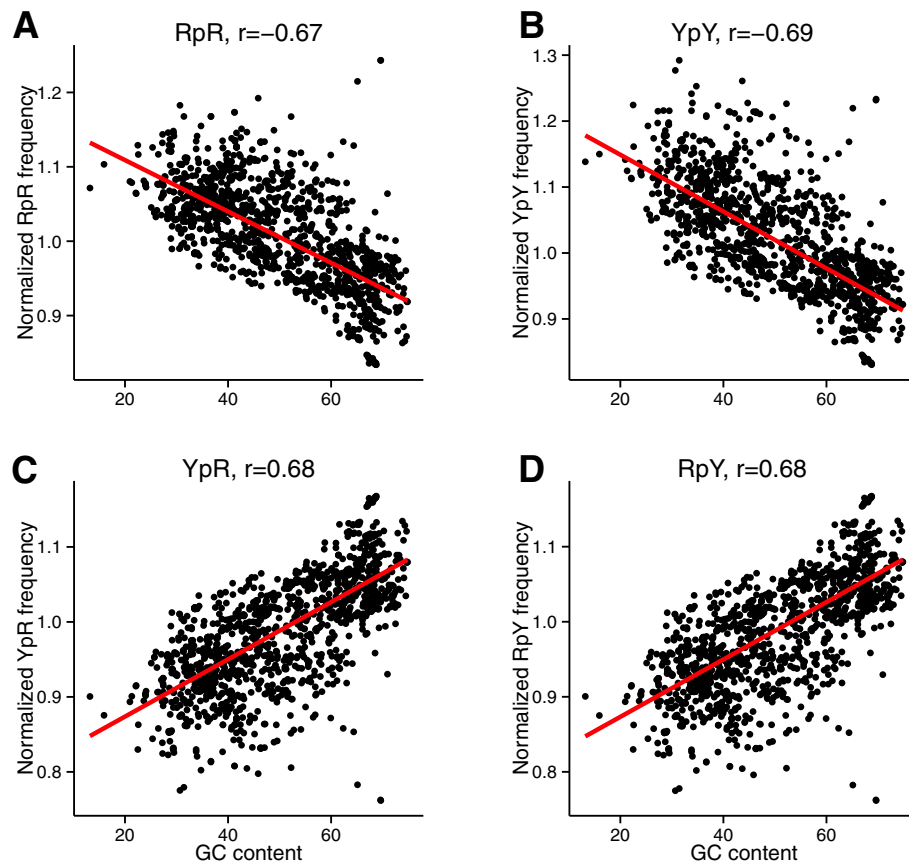 A
RpR, r=−0.67
Normalized RpR frequency
1.2
1.1
1.0
0.9
20 40 60
B
YpY, r=−0.69
Normalized YpY frequency
1.3
1.2
1.1
1.0
0.9
20 40 60
C
YpR, r=0.68
Normalized YpR frequency
1.1
1.0
0.9
0.8
20 40 60
GC content
D
RpY, r=0.68
Normalized RpY frequency
1.1
1.0
0.9
0.8
20 40 60
GC content